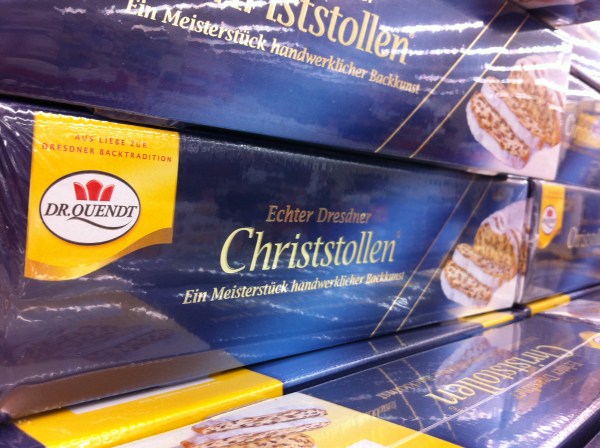 Christstollen
Ein Meisterstück handwerklicher Backkunst
AUS LIEBE ZUR
DRESDNER BACKTRADITION
DR. QUENDT
Echter Dresdner
Christstollen
Ein Meisterstück handwerklicher Backkunst
Christstollen